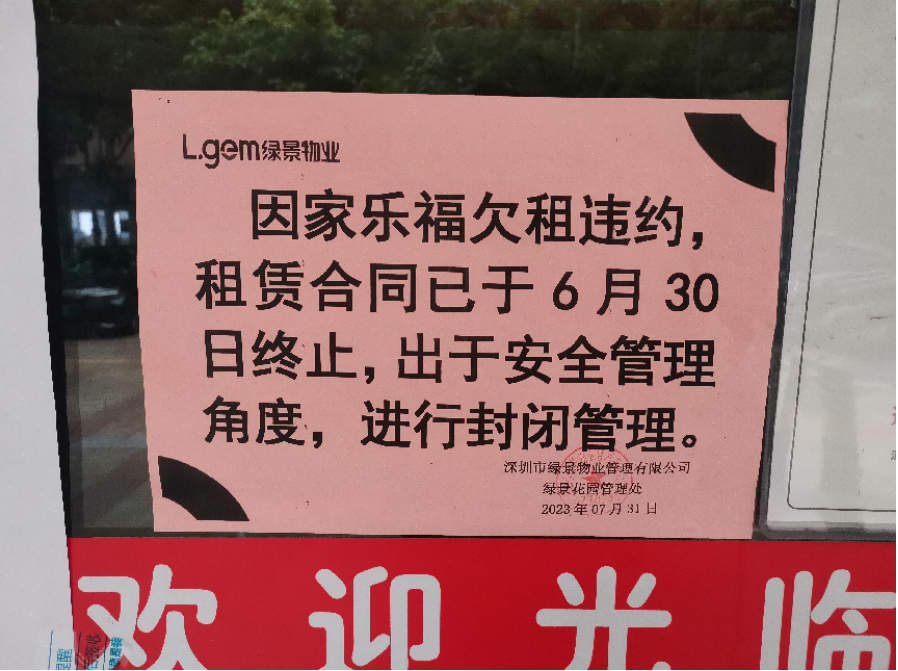 L.gem绿景物业
因家乐福欠租违约，
租赁合同已于6月30
日终止，出于安全管理
角度，进行封闭管理。
深圳市绿景物业管理有限公司
绿景花园管理处
2023年07月31日
欢迎光临